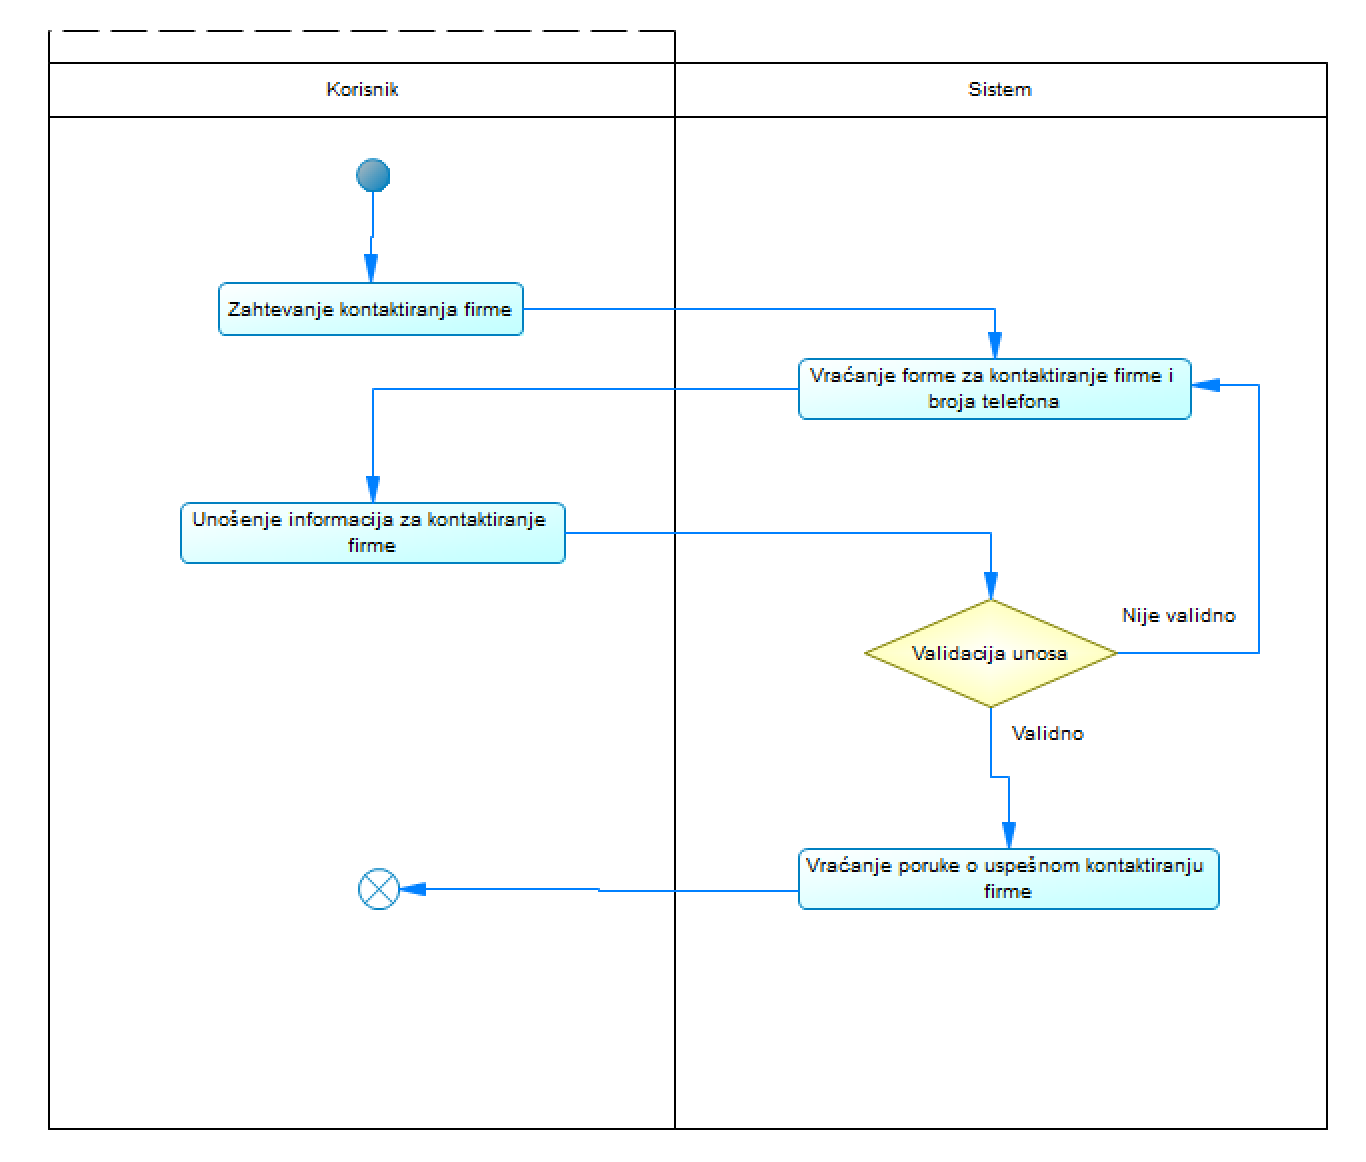 Korisnik
Sistem
Zahtevanje kontaktiranja firme
Vraćanje forme za kontaktiranje firme i
broja telefona
Unošenje informacija za kontaktiranje
firme
Nije validno
Validacija unosa
Validno
Vraćanje poruke o uspešnom kontaktiranju
firme